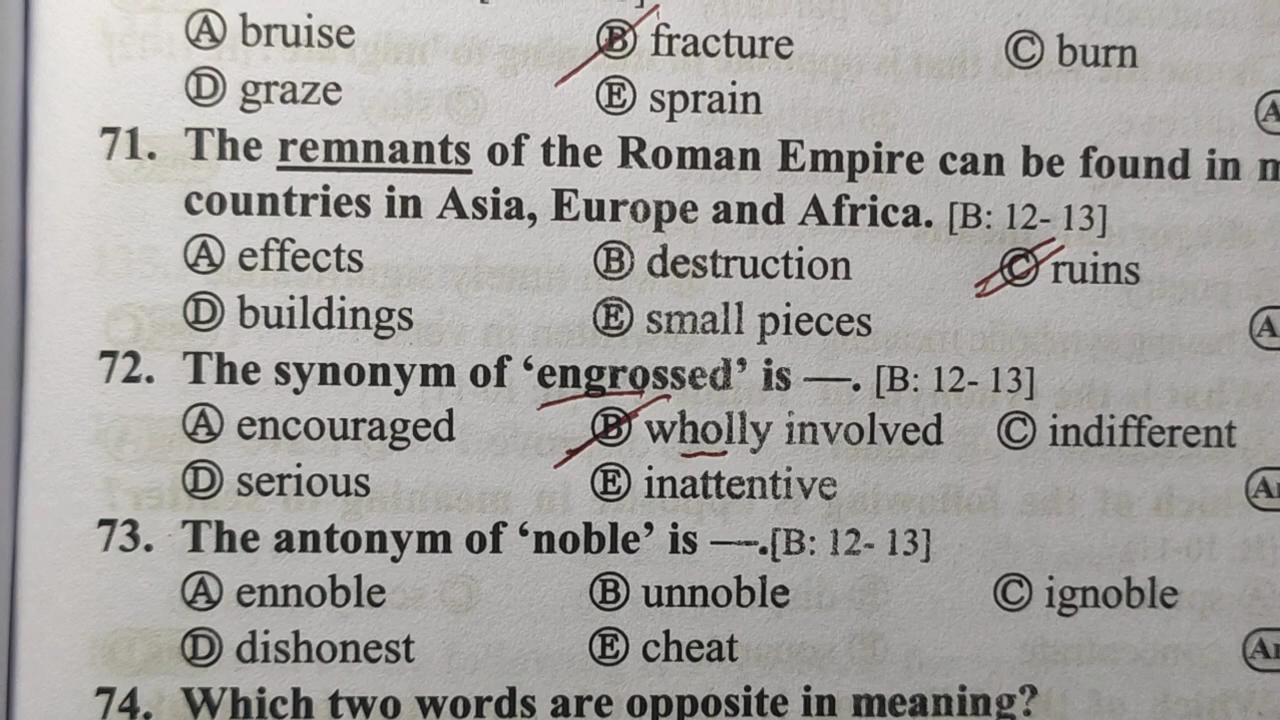 Ⓐ bruise Ⓑ fracture Ⓒ burn
Ⓓ graze Ⓔ sprain
71. The remnants of the Roman Empire can be found in
countries in Asia, Europe and Africa. [B: 12- 13]
Ⓐ effects Ⓑ destruction Ⓒ ruins
Ⓓ buildings Ⓔ small pieces
72. The synonym of ‘engrossed’ is —. [B: 12- 13]
Ⓐ encouraged Ⓑ wholly involved Ⓒ indifferent
Ⓓ serious Ⓔ inattentive
73. The antonym of ‘noble’ is —.[B: 12- 13]
Ⓐ ennoble Ⓑ unnoble Ⓒ ignoble
Ⓓ dishonest Ⓔ cheat
74. Which two words are opposite in meaning?